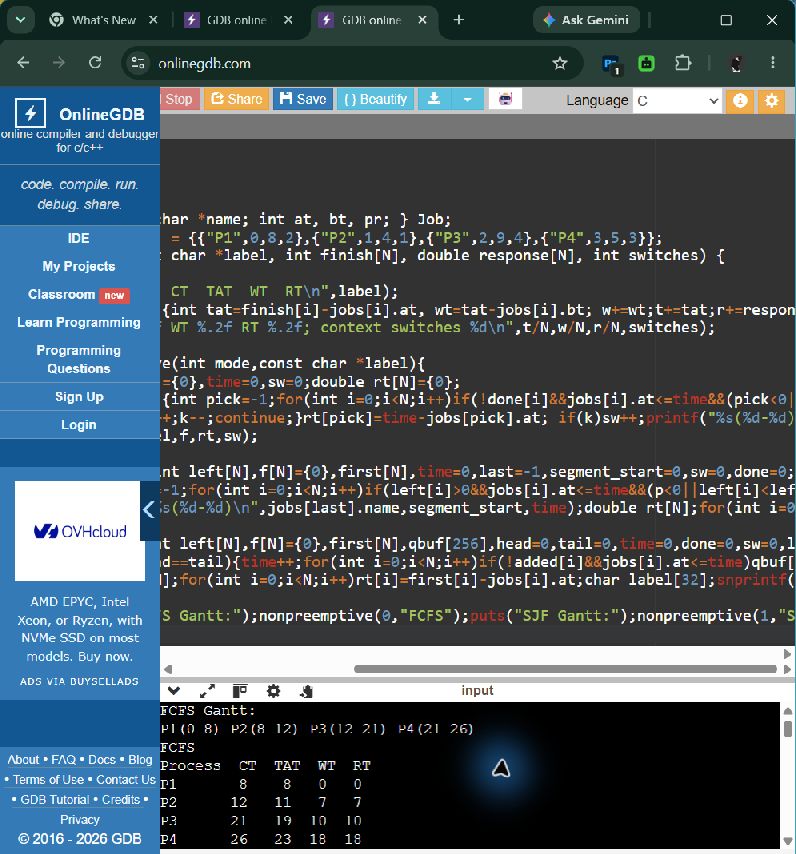 What's New
GDB online
GDB online
Ask Gemini
onlinegdb.com
1
OnlineGDB
online compiler and debugger
for c/c++
code. compile. run.
debug. share.
IDE
My Projects
Classroom new
Learn Programming
Programming
Questions
Sign Up
Login
OVHcloud
AMD EPYC, Intel
Xeon, or Ryzen, with
NVMe SSD on most
models. Buy now.
ADS VIA BUYSELLADS
About • FAQ • Docs • Blog
• Terms of Use • Contact Us
• GDB Tutorial • Credits •
Privacy
© 2016 - 2026 GDB
Stop
Share
Save
{ } Beautify
Language C
char *name; int at, bt, pr; } Job;
= {{"P1",0,8,2},{"P2",1,4,1},{"P3",2,9,4},{"P4",3,5,3}};
char *label, int finish[N], double response[N], int switches) {
CT  TAT  WT  RT\n",label);
{int tat=finish[i]-jobs[i].at, wt=tat-jobs[i].bt; w+=wt;t+=tat;r+=respon
WT %.2f RT %.2f; context switches %d\n",t/N,w/N,r/N,switches);
ve(int mode,const char *label){
={0},time=0,sw=0;double rt[N]={0};
{int pick=-1;for(int i=0;i<N;i++)if(!done[i]&&jobs[i].at<=time&&(pick<0|
+;k--;continue;}rt[pick]=time-jobs[pick].at; if(k)sw++;printf("%s(%d-%d)
l,f,rt,sw);
int left[N],f[N]={0},first[N],time=0,last=-1,segment_start=0,sw=0,done=0;
=-1;for(int i=0;i<N;i++)if(left[i]>0&&jobs[i].at<=time&&(p<0||left[i]<lef
%s(%d-%d)\n",jobs[last].name,segment_start,time);double rt[N];for(int i=0
int left[N],f[N]={0},first[N],qbuf[256],head=0,tail=0,time=0,done=0,sw=0,l
ad==tail){time++;for(int i=0;i<N;i++)if(!added[i]&&jobs[i].at<=time)qbuf[
N];for(int i=0;i<N;i++)rt[i]=first[i]-jobs[i].at;char label[32];snprintf(
S Gantt:");nonpreemptive(0,"FCFS");puts("SJF Gantt:");nonpreemptive(1,"S
input
FCFS Gantt:
P1(0-8) P2(8-12) P3(12-21) P4(21-26)
FCFS
Process  CT  TAT  WT  RT
P1  8  8  0  0
P2  12  11  7  7
P3  21  19  10  10
P4  26  23  18  18